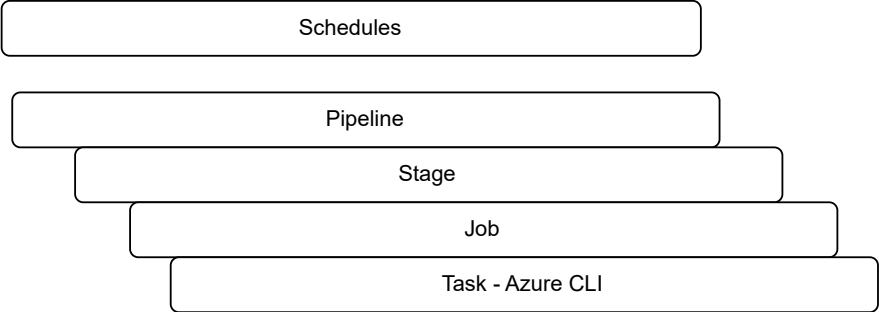 Schedules
Pipeline
Stage
Job
Task - Azure CLI